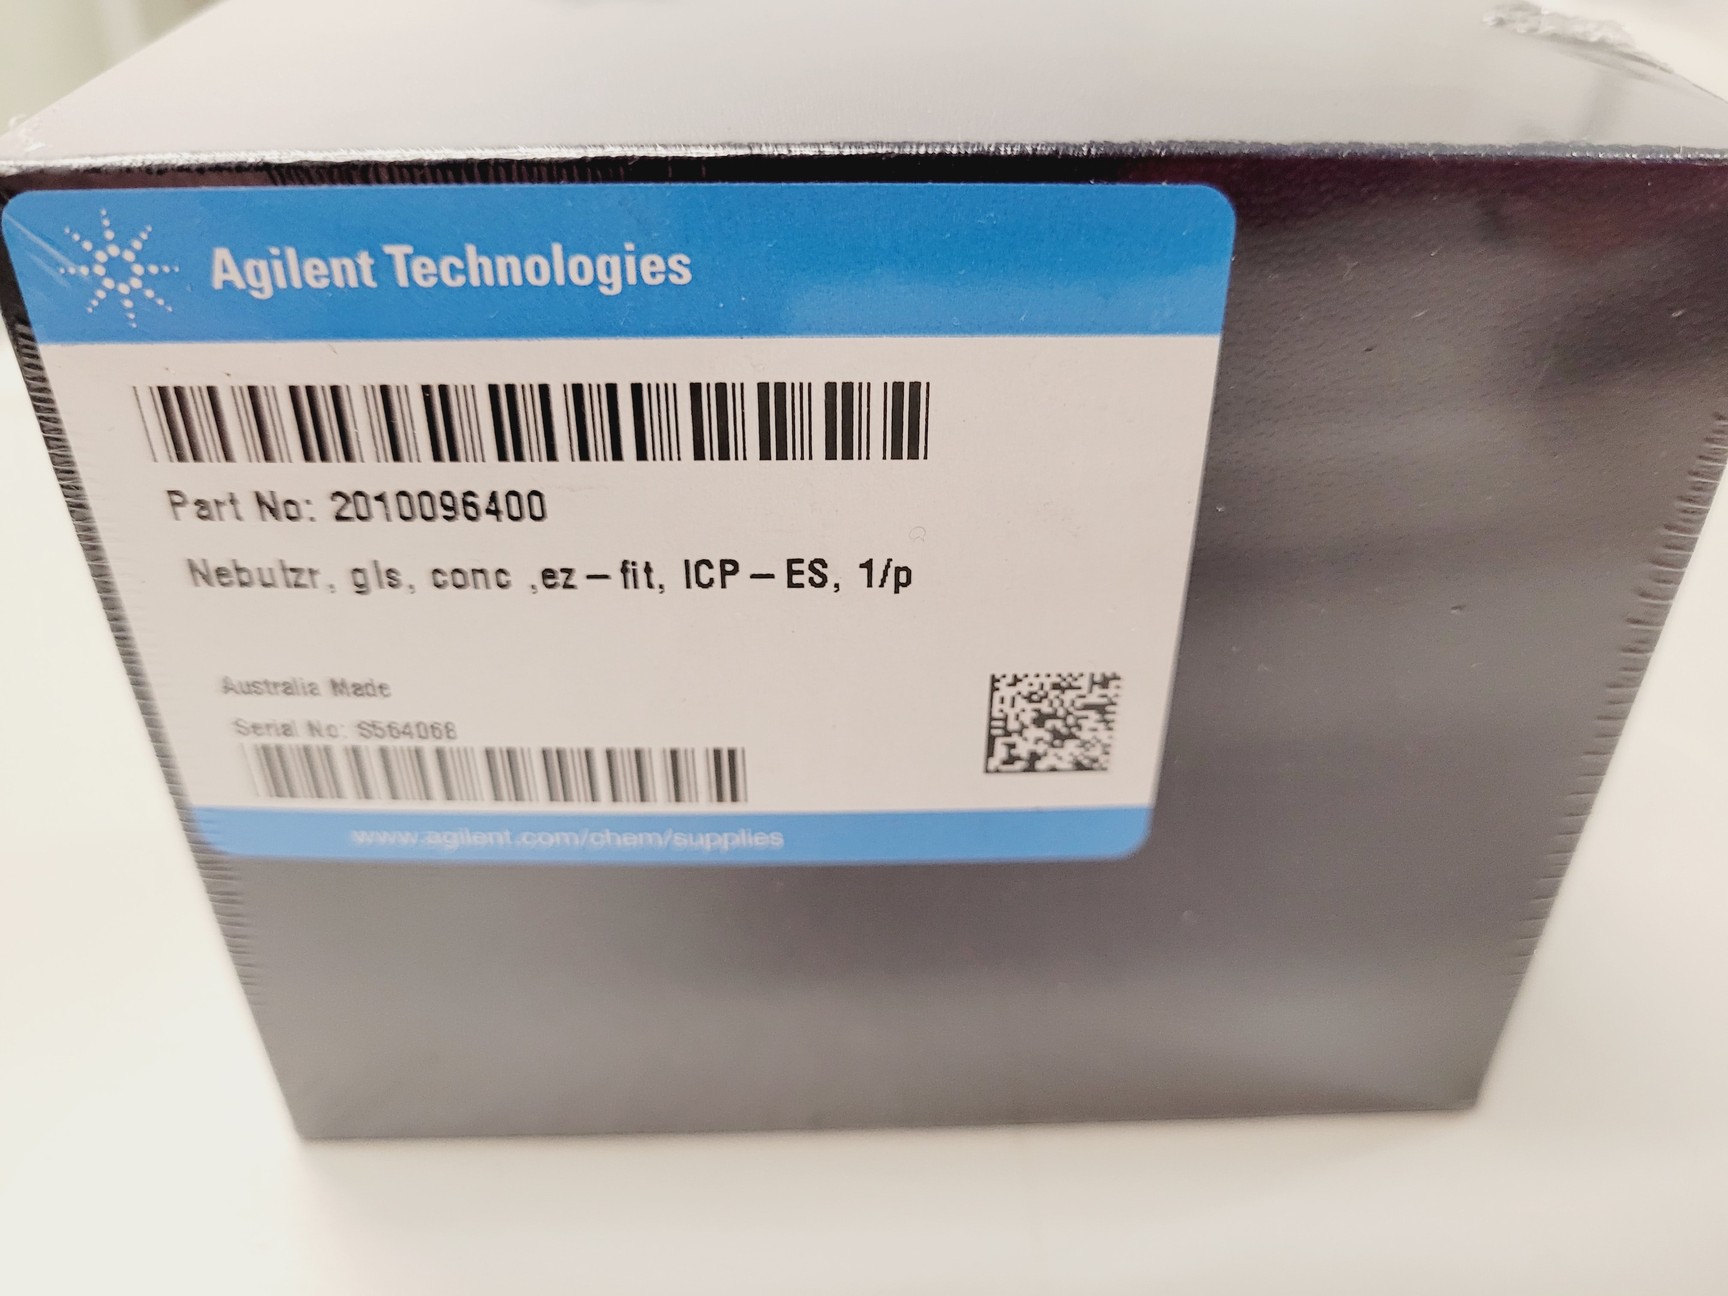 Agilent Technologies
Part No: 2010096400
Nebulzr, gls, conc ,ez-fit, ICP-ES, 1/p
Australia Made
Serial No: S564068
www.agilent.com/chem/supplies